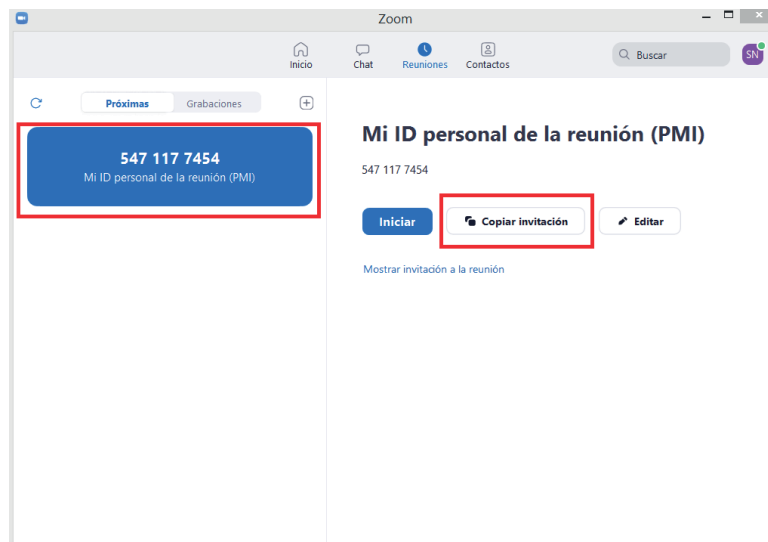 Zoom
Inicio
Chat
Reuniones
Contactos
Buscar
SN
Próximas
Grabaciones
547 117 7454
Mi ID personal de la reunión (PMI)
Mi ID personal de la reunión (PMI)
547 117 7454
Iniciar
Copiar invitación
Editar
Mostrar invitación a la reunión